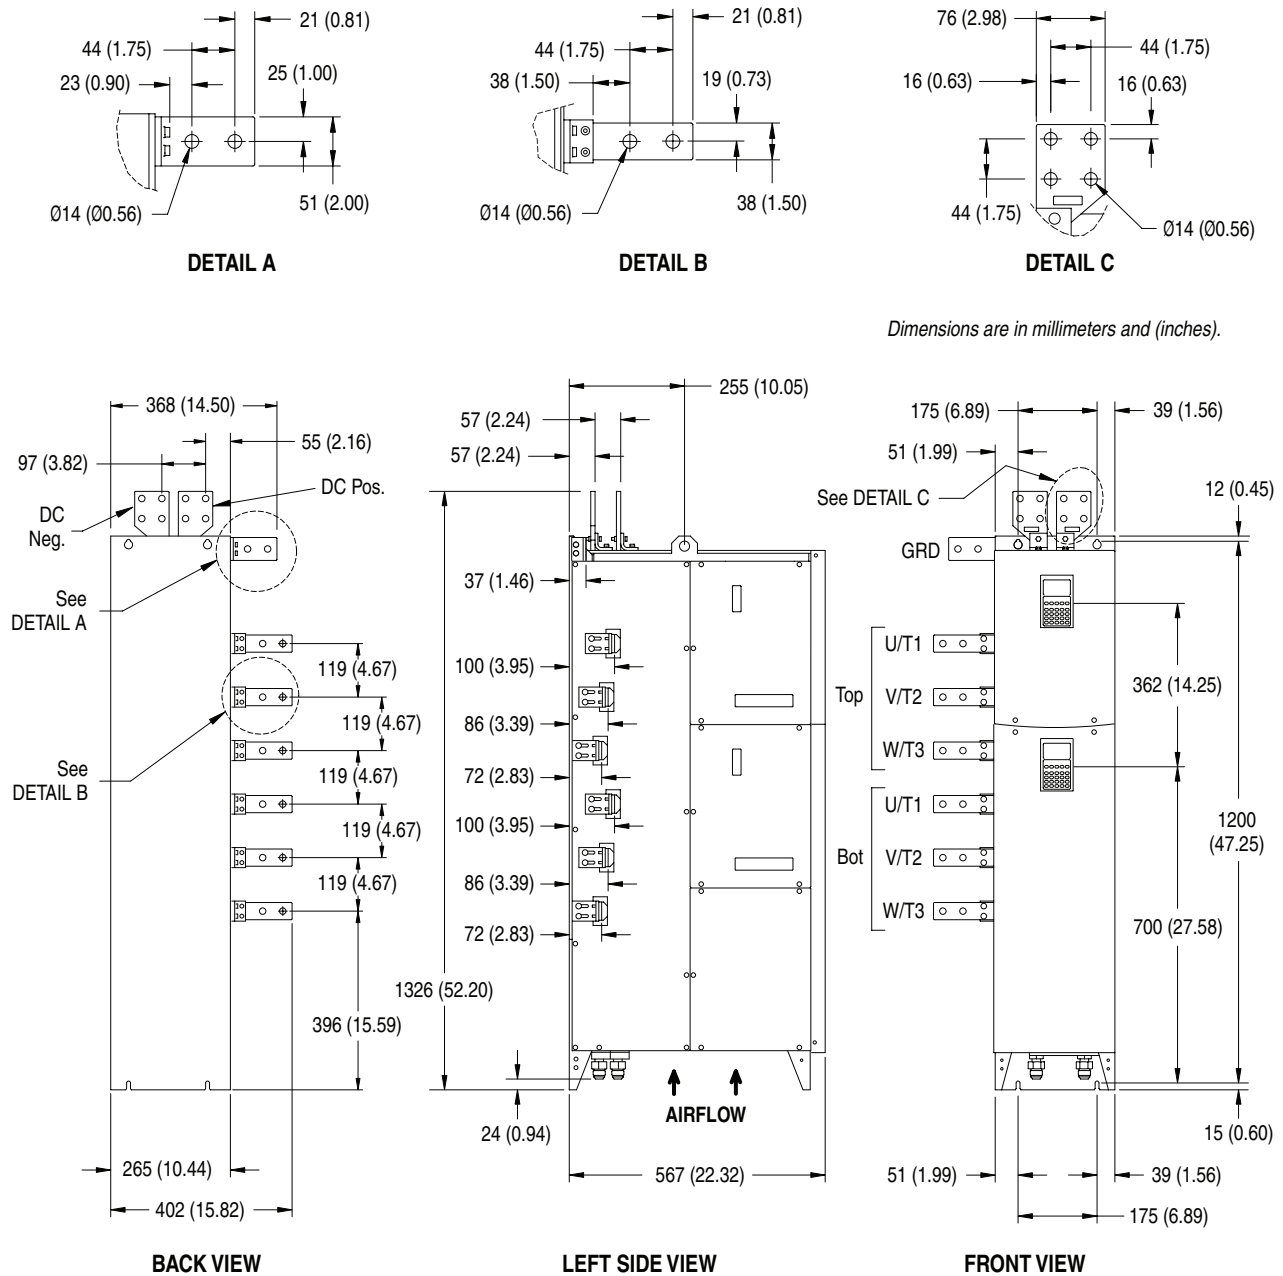 21 (0.81)
44 (1.75)
23 (0.90)
25 (1.00)
Ø14 (Ø0.56)
51 (2.00)
DETAIL A
21 (0.81)
44 (1.75)
38 (1.50)
19 (0.73)
Ø14 (Ø0.56)
38 (1.50)
DETAIL B
76 (2.98)
44 (1.75)
16 (0.63)
16 (0.63)
44 (1.75)
Ø14 (Ø0.56)
DETAIL C
Dimensions are in millimeters and (inches).
368 (14.50)
55 (2.16)
97 (3.82)
DC Pos.
DC
Neg.
See
DETAIL A
119 (4.67)
119 (4.67)
119 (4.67)
See
DETAIL B
119 (4.67)
119 (4.67)
396 (15.59)
265 (10.44)
402 (15.82)
BACK VIEW
255 (10.05)
57 (2.24)
57 (2.24)
37 (1.46)
100 (3.95)
86 (3.39)
72 (2.83)
100 (3.95)
86 (3.39)
72 (2.83)
1326 (52.20)
AIRFLOW
24 (0.94)
567 (22.32)
LEFT SIDE VIEW
175 (6.89)
39 (1.56)
51 (1.99)
See DETAIL C
12 (0.45)
GRD
U/T1
Top
V/T2
362 (14.25)
W/T3
U/T1
1200
(47.25)
Bot
V/T2
W/T3
700 (27.58)
15 (0.60)
51 (1.99)
39 (1.56)
175 (6.89)
FRONT VIEW